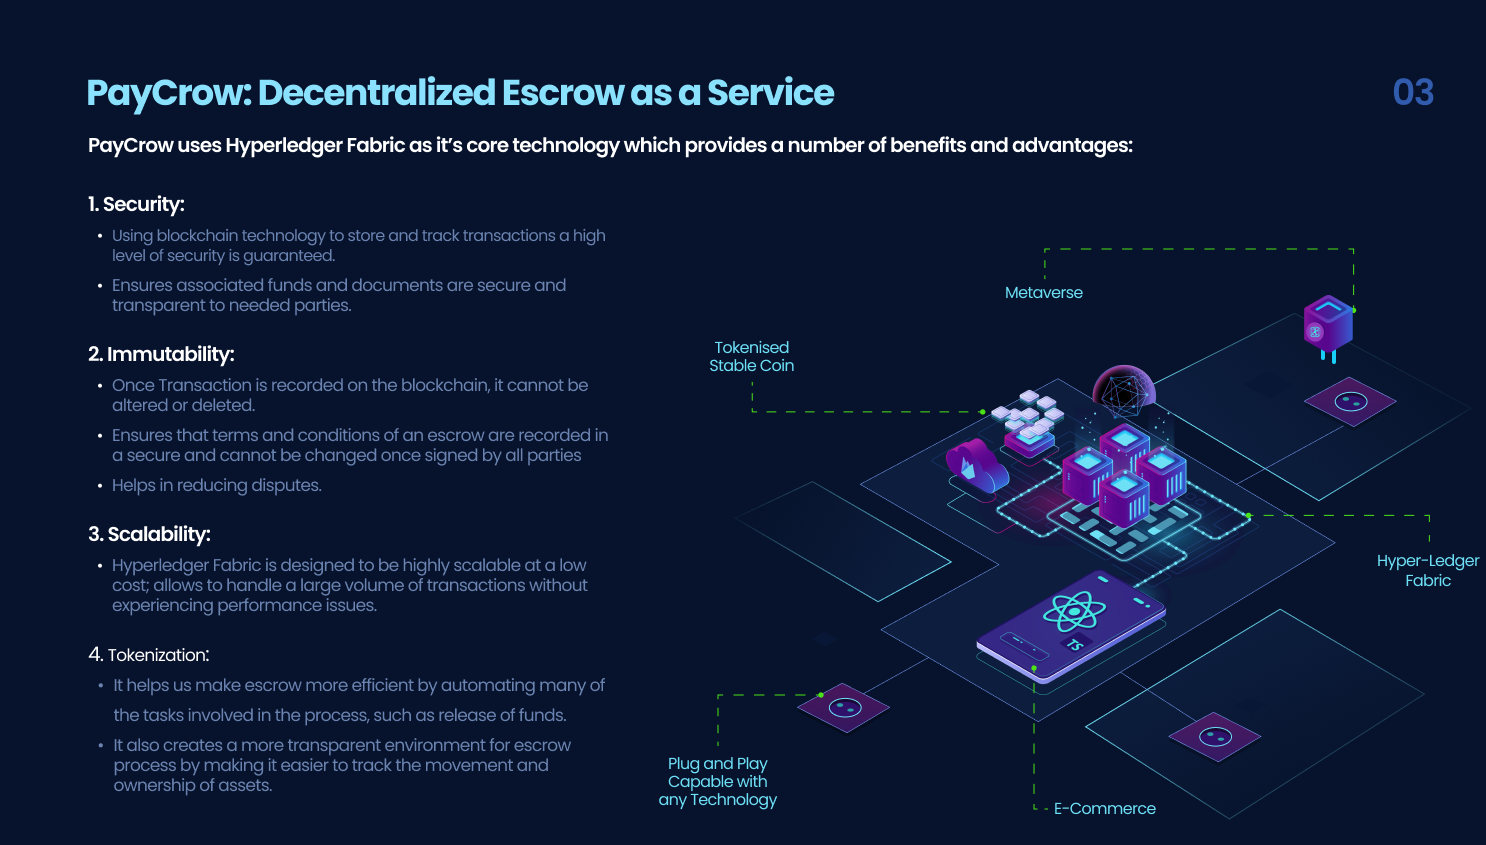 PayCrow: Decentralized Escrow as a Service
03
PayCrow uses Hyperledger Fabric as it's core technology which provides a number of benefits and advantages:
1. Security:
• Using blockchain technology to store and track transactions a high
level of security is guaranteed.
• Ensures associated funds and documents are secure and
transparent to needed parties.
2. Immutability:
• Once Transaction is recorded on the blockchain, it cannot be
altered or deleted.
• Ensures that terms and conditions of an escrow are recorded in
a secure and cannot be changed once signed by all parties
• Helps in reducing disputes.
3. Scalability:
• Hyperledger Fabric is designed to be highly scalable at a low
cost; allows to handle a large volume of transactions without
experiencing performance issues.
4. Tokenization:
• It helps us make escrow more efficient by automating many of
the tasks involved in the process, such as release of funds.
• It also creates a more transparent environment for escrow
process by making it easier to track the movement and
ownership of assets.
Metaverse
Tokenised
Stable Coin
Hyper-Ledger
Fabric
TS
Plug and Play
Capable with
any Technology
E-Commerce